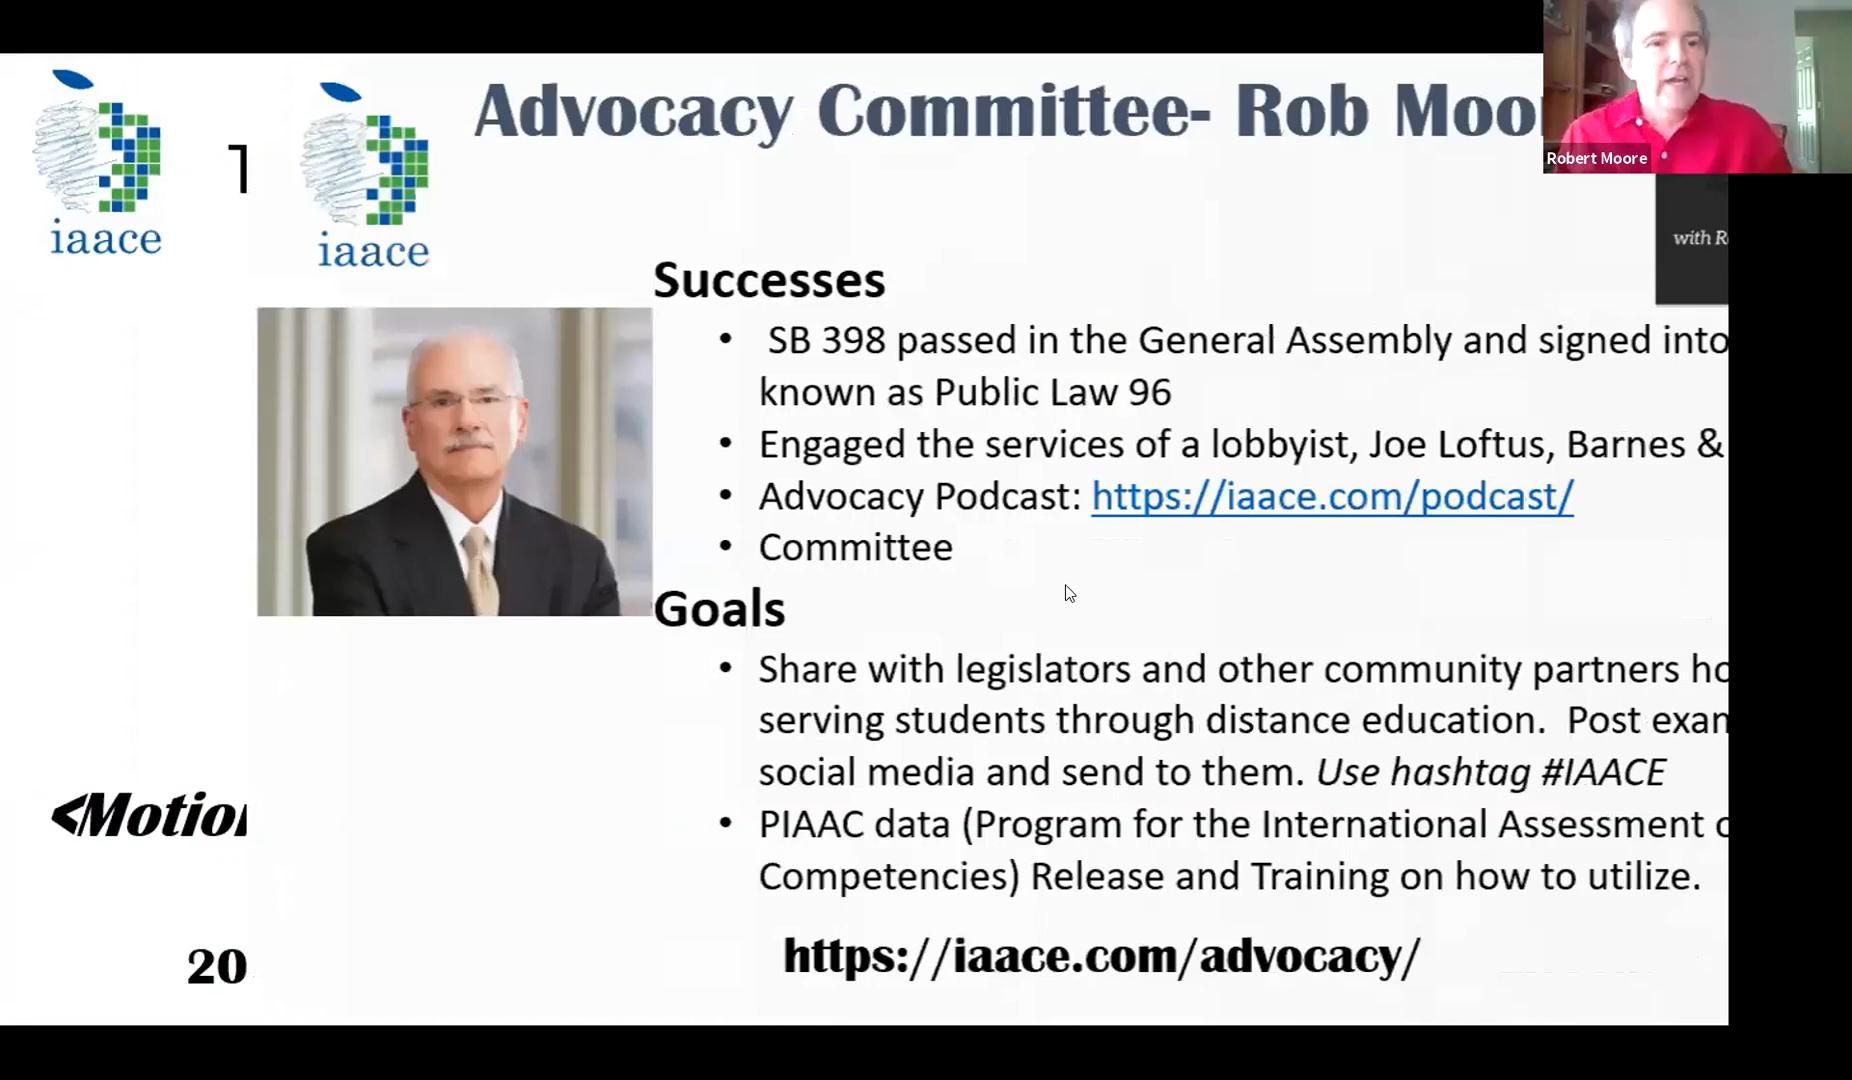 iaace
1
<Motion
20
iaace
Advocacy Committee- Rob Moo
Robert Moore
with R
Successes
• SB 398 passed in the General Assembly and signed into
known as Public Law 96
• Engaged the services of a lobbyist, Joe Loftus, Barnes &
• Advocacy Podcast: https://iaace.com/podcast/
• Committee
Goals
• Share with legislators and other community partners ho
serving students through distance education. Post exam
social media and send to them. Use hashtag #IAACE
• PIAAC data (Program for the International Assessment o
Competencies) Release and Training on how to utilize.
https://iaace.com/advocacy/